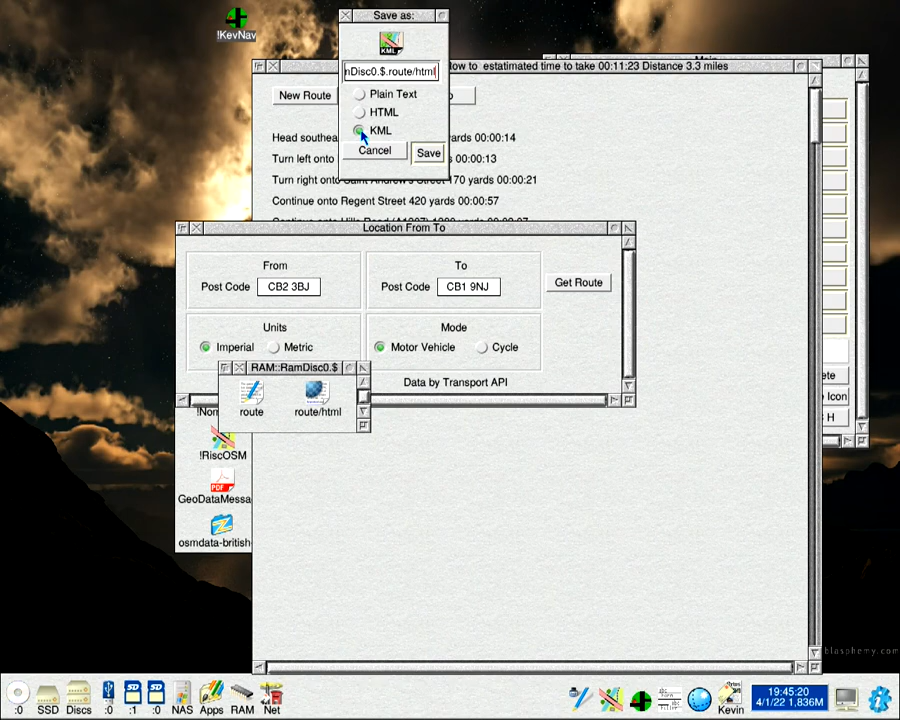 !KevNav
Save as:
KML
nDisc0.$.route/html
Plain Text
HTML
KML
Cancel
Save
How to estatimated time to take 00:11:23 Distance 3.3 miles
New Route
Head southea
yards 00:00:14
Turn left onto
yards 00:00:13
Turn right onto Saint Andrew's Street 170 yards 00:00:21
Continue onto Regent Street 420 yards 00:00:57
Location From To
From
To
Post Code
CB2 3BJ
Post Code
CB1 9NJ
Get Route
Units
Mode
Imperial
Metric
Motor Vehicle
Cycle
RAM::RamDisc0.$
Data by Transport API
route
route/html
ete
Icon
H
!RiscOSM
PDF
GeoDataMessa
osmdata-british
blasphemy.com
:0
SSD
Discs
:0
:1
:0
NAS
Apps
RAM
Net
Kevin
19:45:20
4/1/22 1,836M